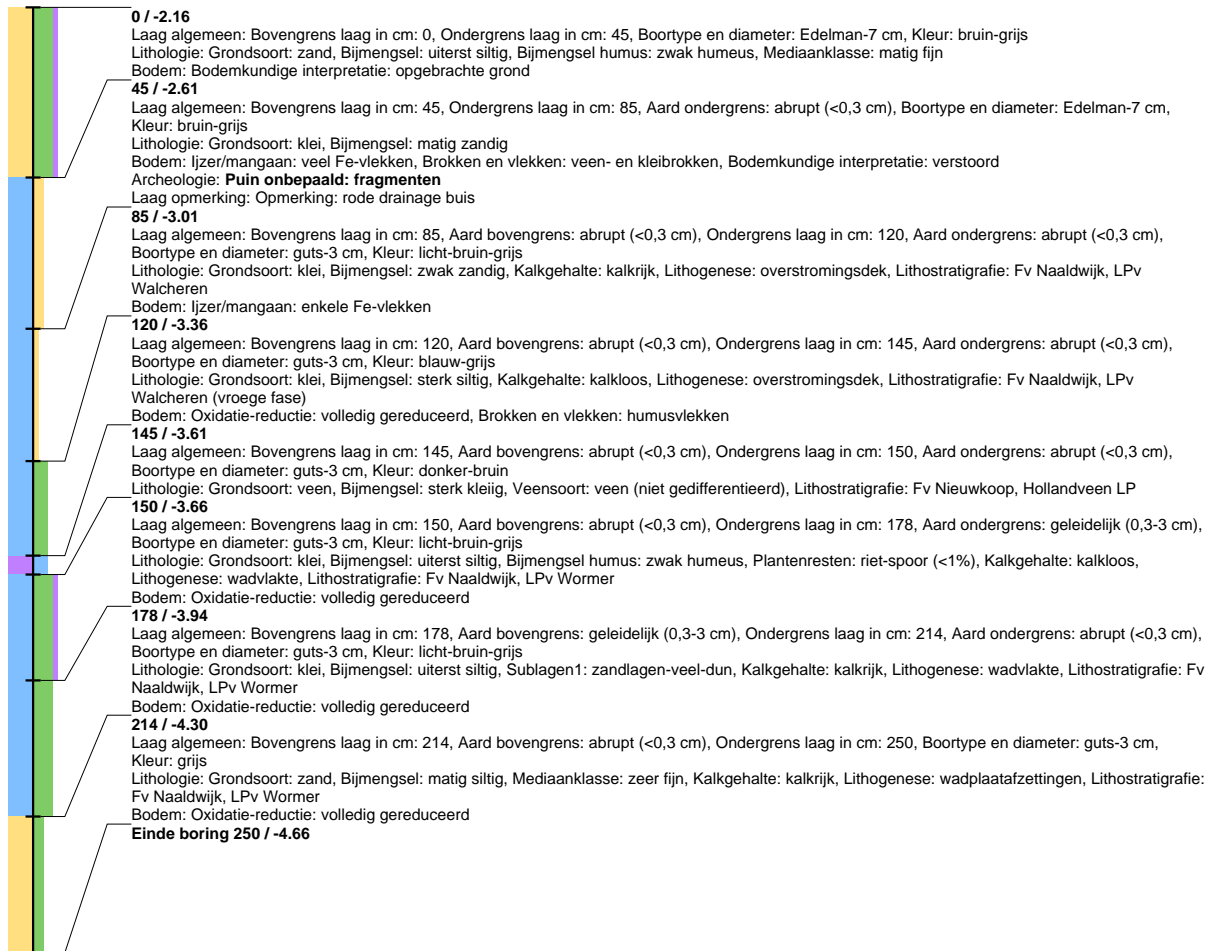 0 / -2.16
Laag algemeen: Bovengrens laag in cm: 0, Ondergrens laag in cm: 45, Boortype en diameter: Edelman-7 cm, Kleur: bruin-grijs
Lithologie: Grondsoort: zand, Bijmengsel: uiterst siltig, Bijmengsel humus: zwak humeus, Mediaanklasse: matig fijn
Bodem: Bodemkundige interpretatie: opgebrachte grond
45 / -2.61
Laag algemeen: Bovengrens laag in cm: 45, Ondergrens laag in cm: 85, Aard ondergrens: abrupt (<0,3 cm), Boortype en diameter: Edelman-7 cm,
Kleur: bruin-grijs
Lithologie: Grondsoort: klei, Bijmengsel: matig zandig
Bodem: Ijzer/mangaan: veel Fe-vlekken, Brokken en vlekken: veen- en kleibrokken, Bodemkundige interpretatie: verstoord
Archeologie: Puin onbepaald: fragmenten
Laag opmerking: Opmerking: rode drainage buis
85 / -3.01
Laag algemeen: Bovengrens laag in cm: 85, Aard bovengrens: abrupt (<0,3 cm), Ondergrens laag in cm: 120, Aard ondergrens: abrupt (<0,3 cm),
Boortype en diameter: guts-3 cm, Kleur: licht-bruin-grijs
Lithologie: Grondsoort: klei, Bijmengsel: zwak zandig, Kalkgehalte: kalkrijk, Lithogenese: overstromingsdek, Lithostratigrafie: Fv Naaldwijk, LPv
Walcheren
Bodem: Ijzer/mangaan: enkele Fe-vlekken
120 / -3.36
Laag algemeen: Bovengrens laag in cm: 120, Aard bovengrens: abrupt (<0,3 cm), Ondergrens laag in cm: 145, Aard ondergrens: abrupt (<0,3 cm),
Boortype en diameter: guts-3 cm, Kleur: blauw-grijs
Lithologie: Grondsoort: klei, Bijmengsel: sterk siltig, Kalkgehalte: kalkloos, Lithogenese: overstromingsdek, Lithostratigrafie: Fv Naaldwijk, LPv
Walcheren (vroege fase)
Bodem: Oxidatie-reductie: volledig gereduceerd, Brokken en vlekken: humusvlekken
145 / -3.61
Laag algemeen: Bovengrens laag in cm: 145, Aard bovengrens: abrupt (<0,3 cm), Ondergrens laag in cm: 150, Aard ondergrens: abrupt (<0,3 cm),
Boortype en diameter: guts-3 cm, Kleur: donker-bruin
Lithologie: Grondsoort: veen, Bijmengsel: sterk kleiig, Veensoort: veen (niet gedifferentieerd), Lithostratigrafie: Fv Nieuwkoop, Hollandveen LP
150 / -3.66
Laag algemeen: Bovengrens laag in cm: 150, Aard bovengrens: abrupt (<0,3 cm), Ondergrens laag in cm: 178, Aard ondergrens: geleidelijk (0,3-3 cm),
Boortype en diameter: guts-3 cm, Kleur: licht-bruin-grijs
Lithologie: Grondsoort: klei, Bijmengsel: uiterst siltig, Bijmengsel humus: zwak humeus, Plantenresten: riet-spoor (<1%), Kalkgehalte: kalkloos,
Lithogenese: wadvlakte, Lithostratigrafie: Fv Naaldwijk, LPv Wormer
Bodem: Oxidatie-reductie: volledig gereduceerd
178 / -3.94
Laag algemeen: Bovengrens laag in cm: 178, Aard bovengrens: geleidelijk (0,3-3 cm), Ondergrens laag in cm: 214, Aard ondergrens: abrupt (<0,3 cm),
Boortype en diameter: guts-3 cm, Kleur: licht-bruin-grijs
Lithologie: Grondsoort: klei, Bijmengsel: uiterst siltig, Sublagen1: zandlagen-veel-dun, Kalkgehalte: kalkrijk, Lithogenese: wadvlakte, Lithostratigrafie: Fv
Naaldwijk, LPv Wormer
Bodem: Oxidatie-reductie: volledig gereduceerd
214 / -4.30
Laag algemeen: Bovengrens laag in cm: 214, Aard bovengrens: abrupt (<0,3 cm), Ondergrens laag in cm: 250, Boortype en diameter: guts-3 cm,
Kleur: grijs
Lithologie: Grondsoort: zand, Bijmengsel: matig siltig, Mediaanklasse: zeer fijn, Kalkgehalte: kalkrijk, Lithogenese: wadplaatafzettingen, Lithostratigrafie:
Fv Naaldwijk, LPv Wormer
Bodem: Oxidatie-reductie: volledig gereduceerd
Einde boring 250 / -4.66